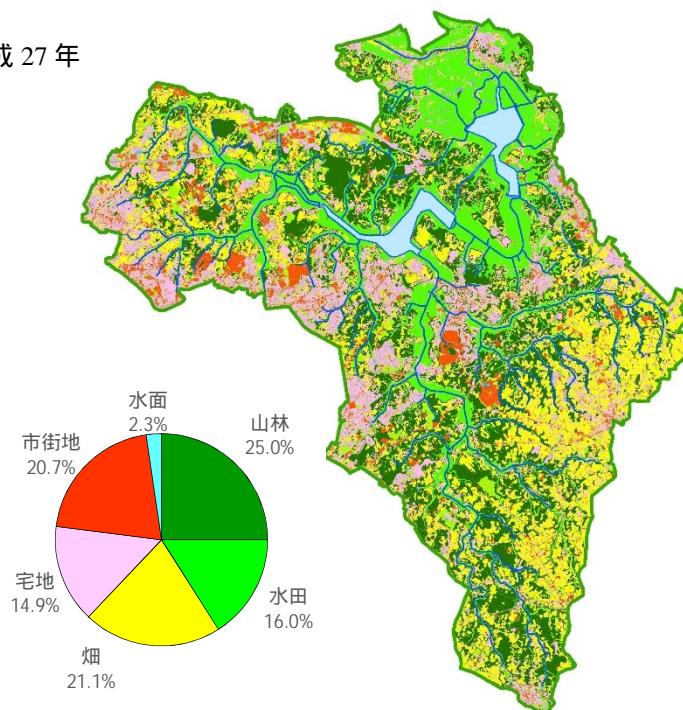 成 27 年
水面
2.3%
山林
25.0%
市街地
20.7%
宅地
14.9%
水田
16.0%
畑
21.1%